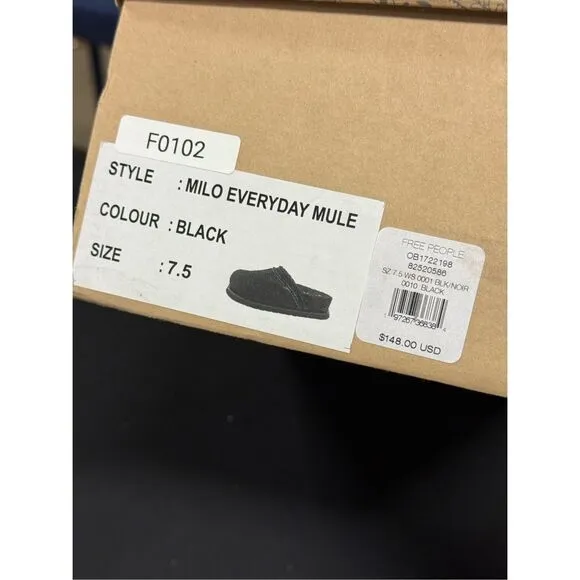 F0102
STYLE : MILO EVERYDAY MULE
COLOUR : BLACK
SIZE : 7.5
FREE PEOPLE
OB1722198
82520586
SZ 7.5 WS 0001 BLK/NOIR
0010 BLACK
$148.00 USD